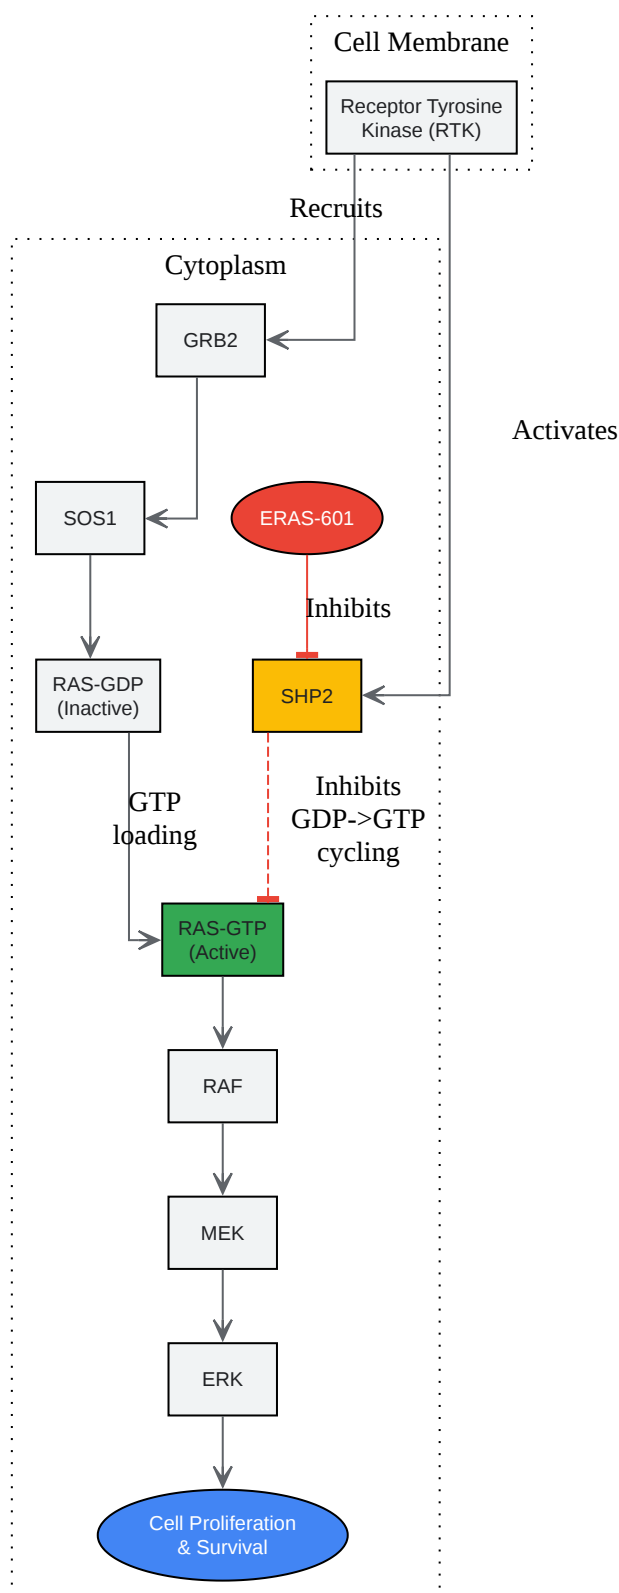 Cell Membrane
Receptor Tyrosine
Kinase (RTK)
Recruits
Cytoplasm
GRB2
Activates
SOS1
ERAS-601
Inhibits
RAS-GDP
(Inactive)
SHP2
GTP
loading
Inhibits
GDP->GTP
cycling
RAS-GTP
(Active)
RAF
MEK
ERK
Cell Proliferation
& Survival